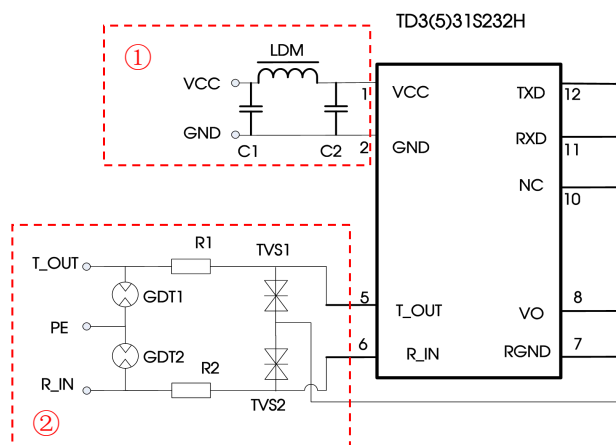 TD3(5)31S232H
①
LDM
VCC
1
VCC
TXD
12
GND
2
GND
C1
C2
RXD
11
NC
10
R1
TVS1
T_OUT
GDT1
5
T_OUT
VO
8
PE
GDT2
6
R_IN
RGND
7
R_IN
R2
TVS2
②